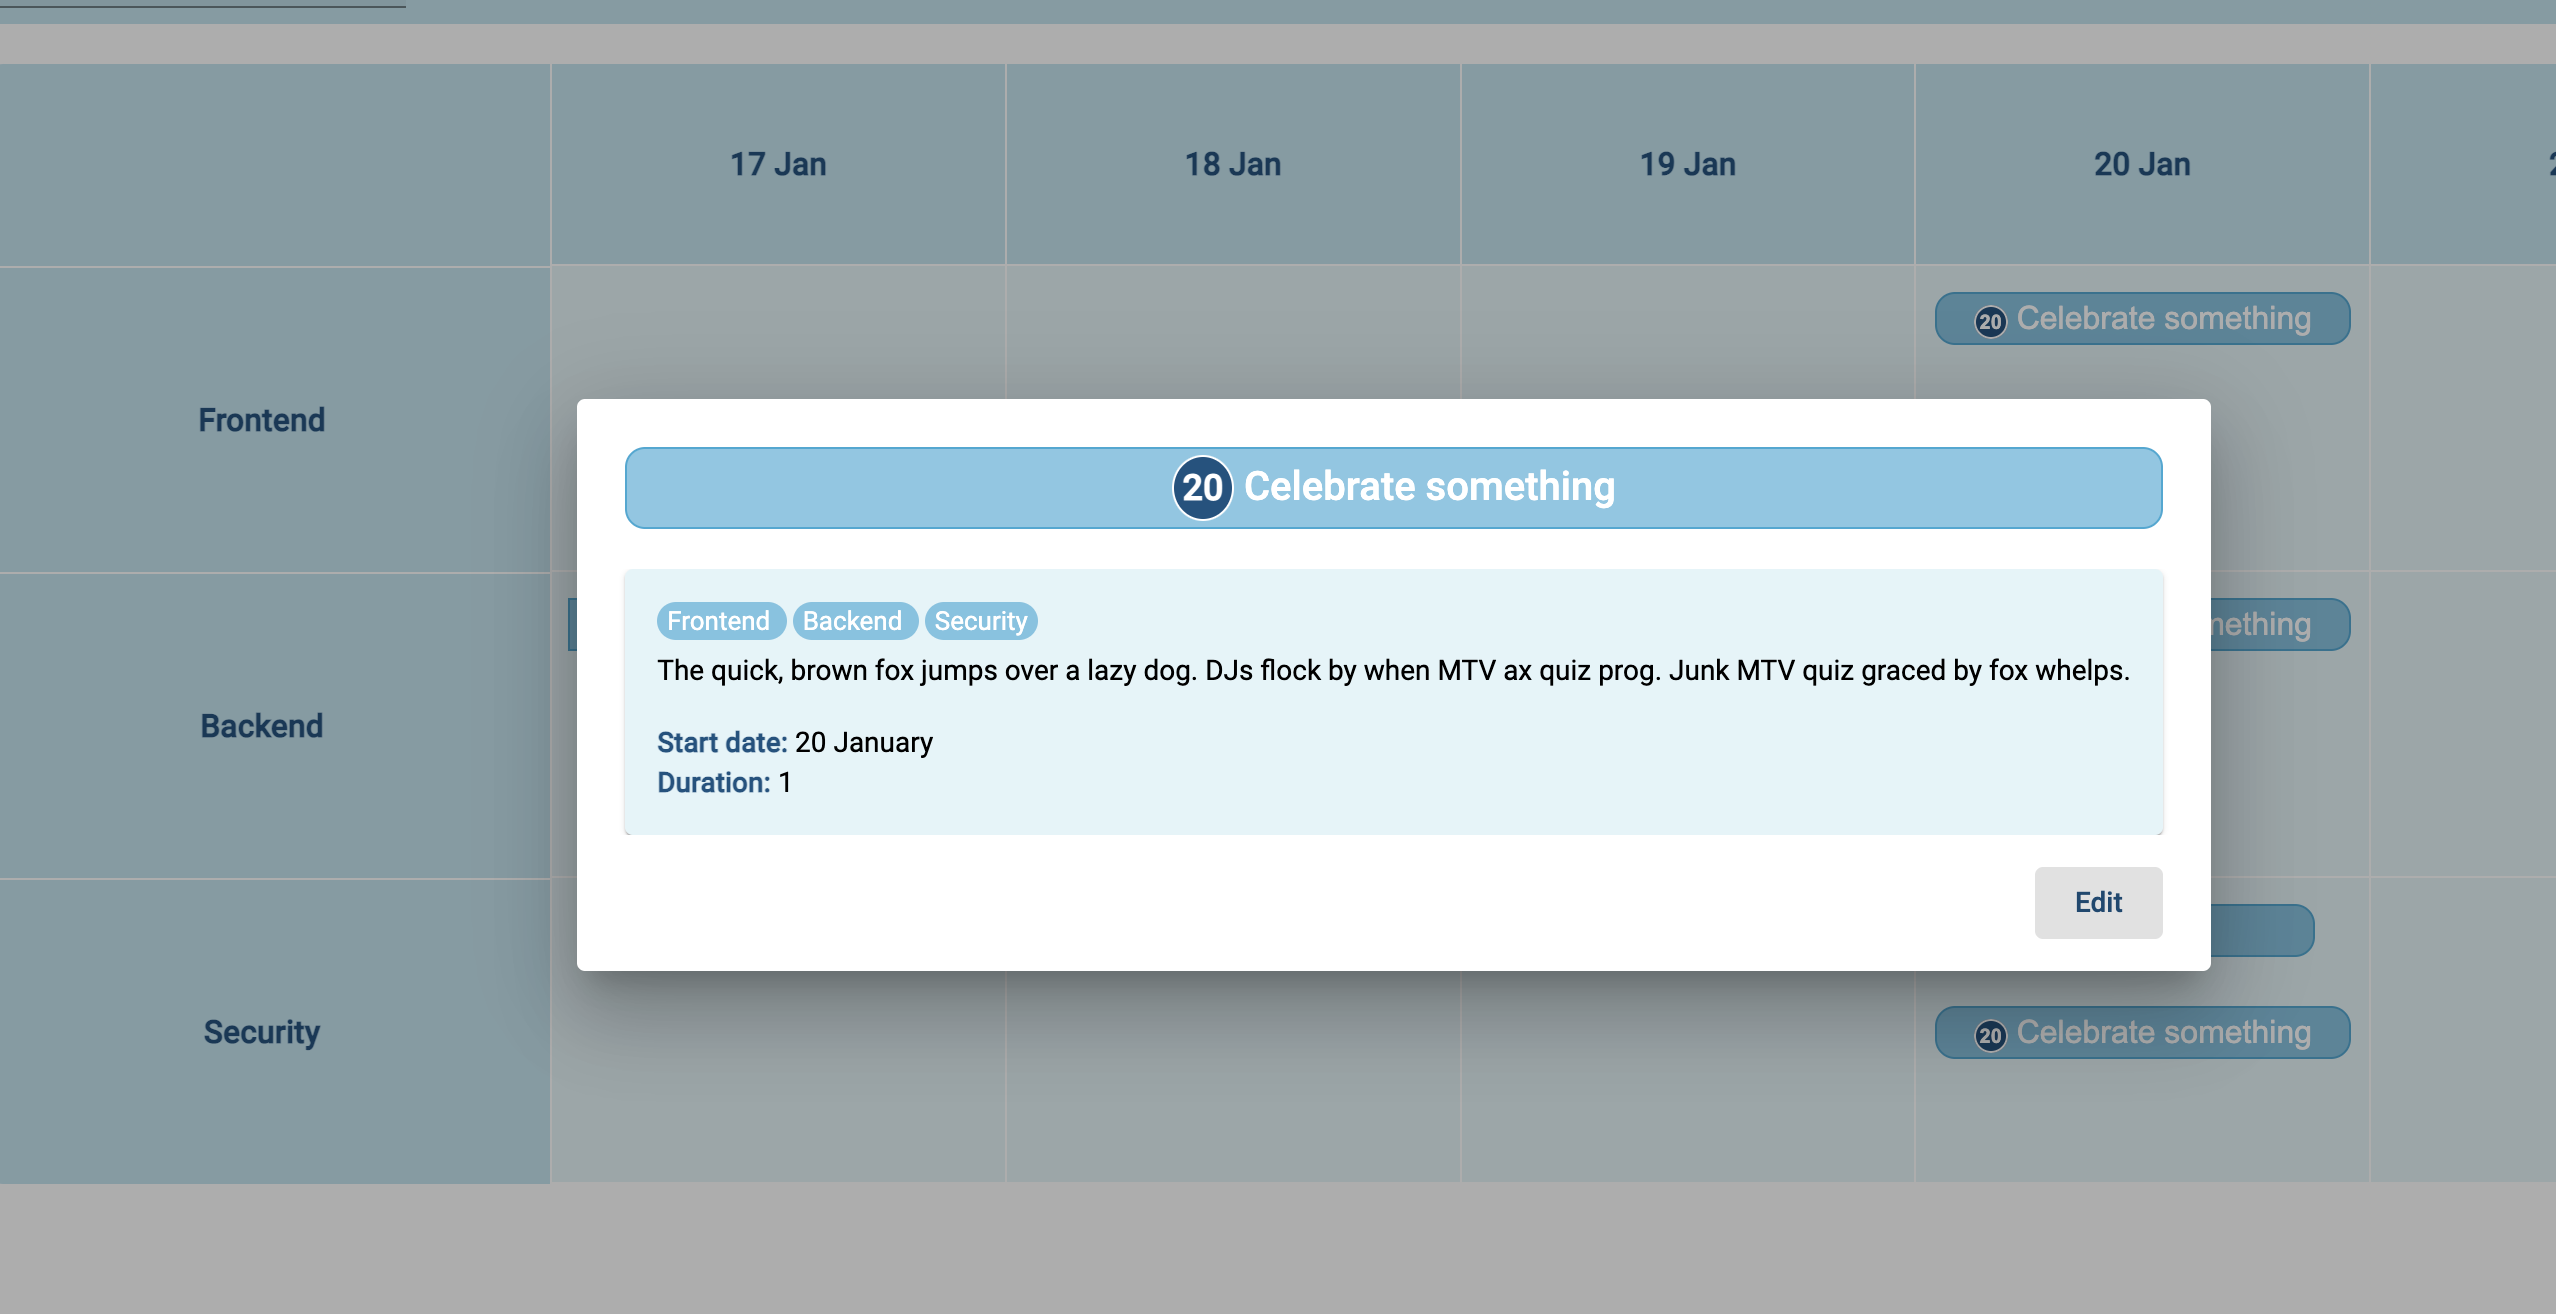 17 Jan
18 Jan
19 Jan
20 Jan
Frontend
20 Celebrate something
20 Celebrate something
Frontend Backend Security
The quick, brown fox jumps over a lazy dog. DJs flock by when MTV ax quiz prog. Junk MTV quiz graced by fox whelps.
Start date: 20 January
Duration: 1
Edit
Backend
Security
20 Celebrate something